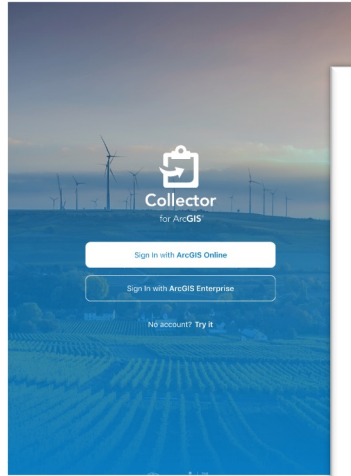 Collector
for ArcGIS
Sign In with ArcGIS Online
Sign In with ArcGIS Enterprise
No account? Try it